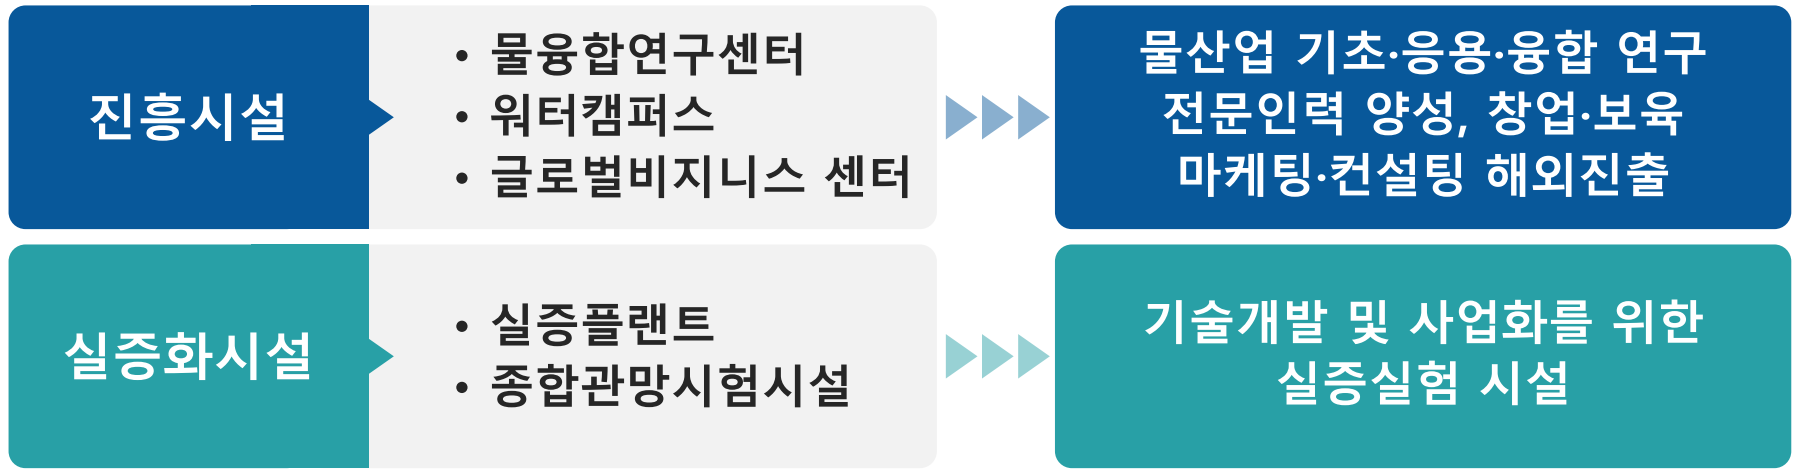 진흥시설
• 물융합연구센터
• 워터캠퍼스
• 글로벌비지니스 센터
물산업 기초·응용·융합 연구
전문인력 양성, 창업·보육
마케팅·컨설팅 해외진출
실증화시설
• 실증플랜트
• 종합관망시험시설
기술개발 및 사업화를 위한
실증실험 시설